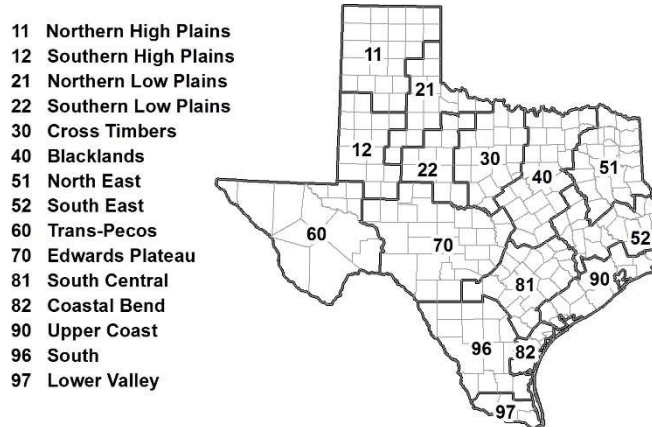 11 Northern High Plains
12 Southern High Plains
21 Northern Low Plains
22 Southern Low Plains
30 Cross Timbers
40 Blacklands
51 North East
52 South East
60 Trans-Pecos
70 Edwards Plateau
81 South Central
82 Coastal Bend
90 Upper Coast
96 South
97 Lower Valley
11
21
12
22
30
40
51
52
60
70
81
90
96
82
97